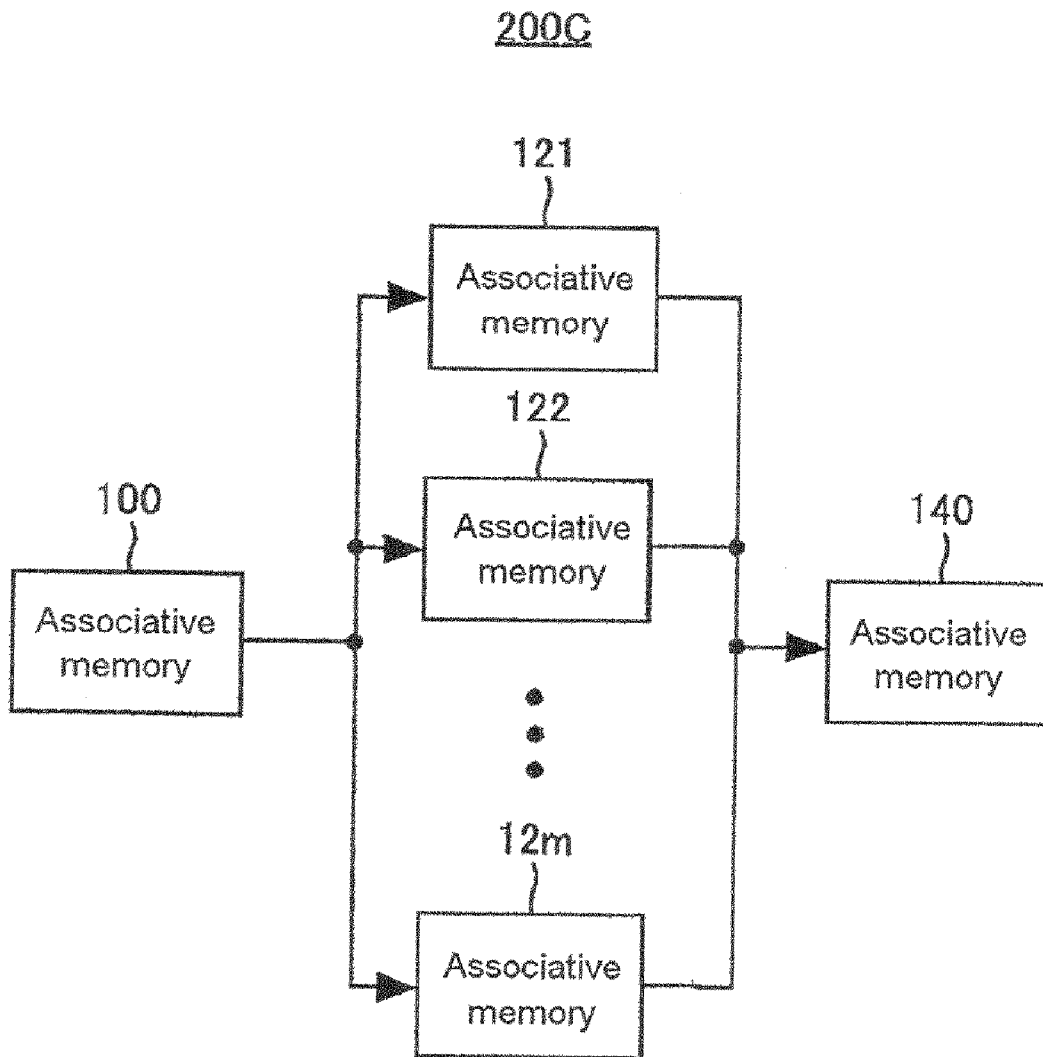 200C
121
Associative
memory
122
Associative
memory
100
Associative
memory
140
Associative
memory
12m
Associative
memory